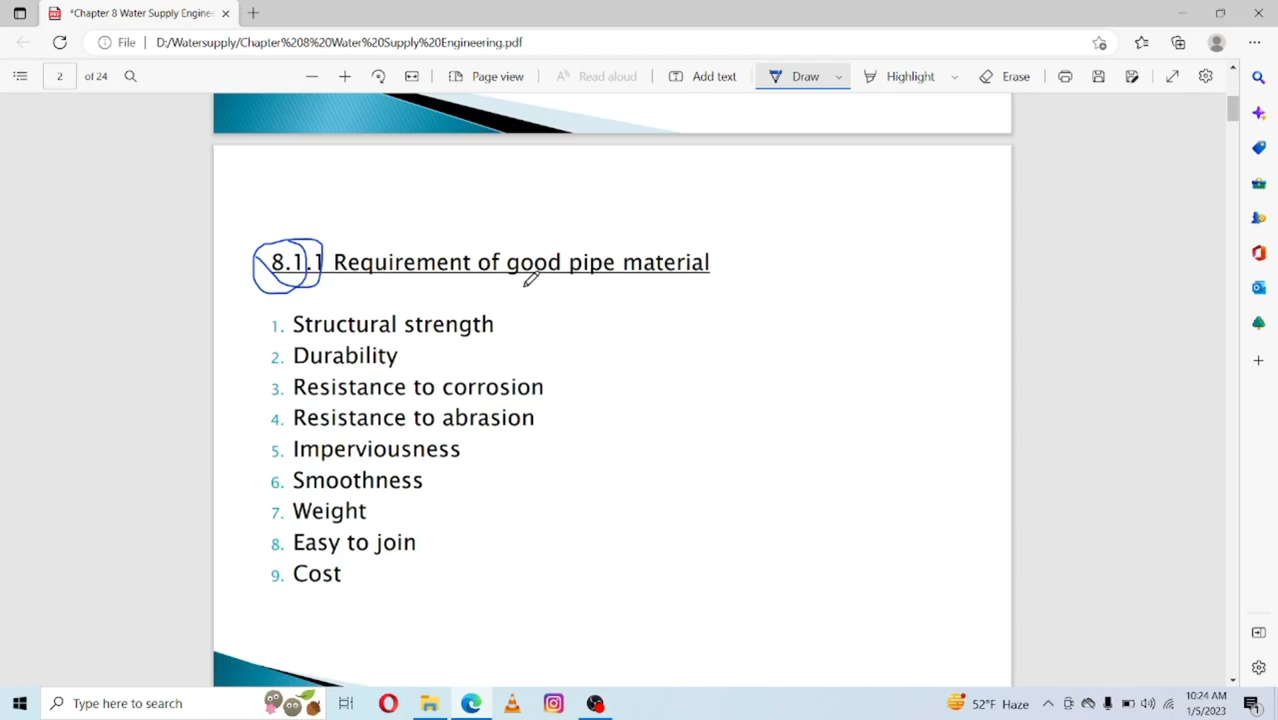 *Chapter 8 Water Supply Engine
File
D:/Watersupply/Chapter%208%20Water%20Supply%20Engineering.pdf
2 of 24
Page view
Read aloud
Add text
Draw
Highlight
Erase
8.1.1 Requirement of good pipe material
1. Structural strength
2. Durability
3. Resistance to corrosion
4. Resistance to abrasion
5. Imperviousness
6. Smoothness
7. Weight
8. Easy to join
9. Cost
Type here to search
52°F Haze
10:24 AM
1/5/2023